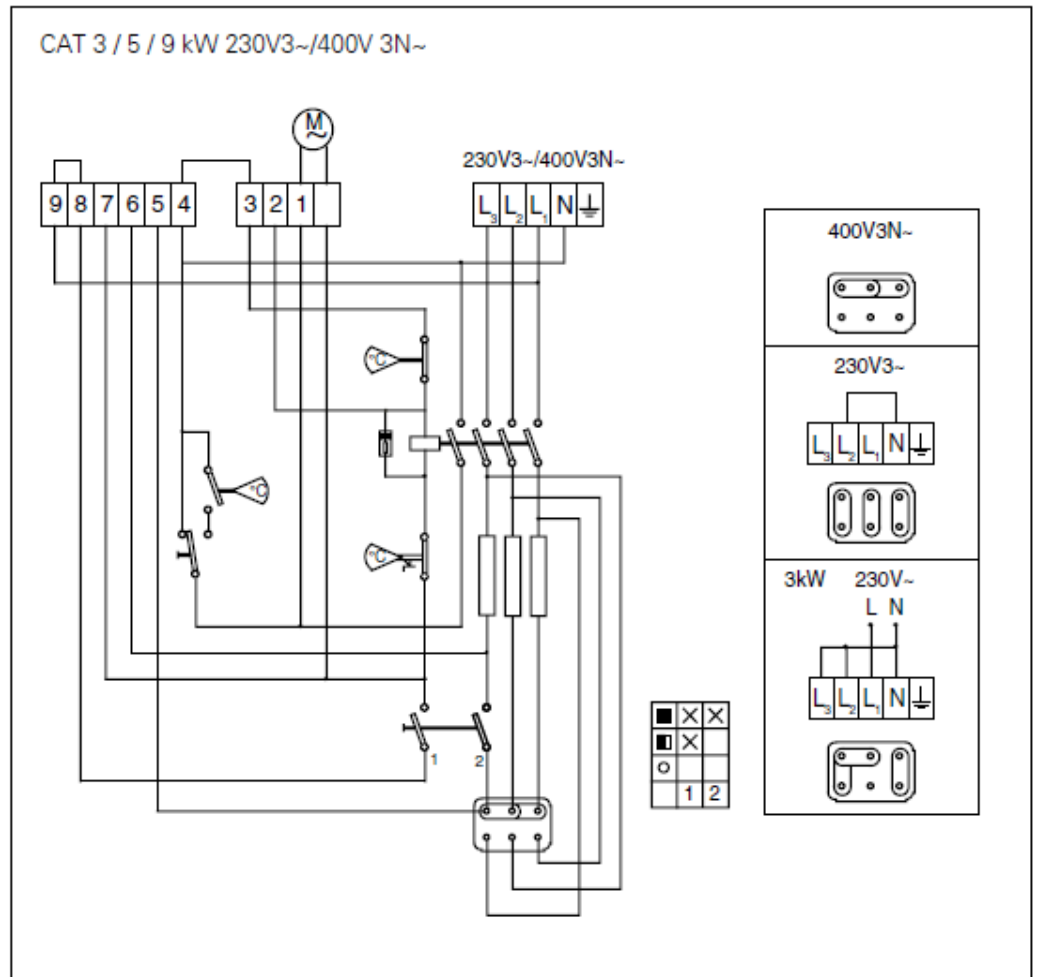 CAT 3 / 5 / 9 kW 230V3~/400V 3N~
M
~
230V3~/400V3N~
9 8 7 6 5 4
3 2 1
L₃ L₂ L₁ N
°C
°C
°C
1 2
1 2
400V3N~
230V3~
L₃ L₂ L₁ N
3kW 230V~
L N
L₃ L₂ L₁ N